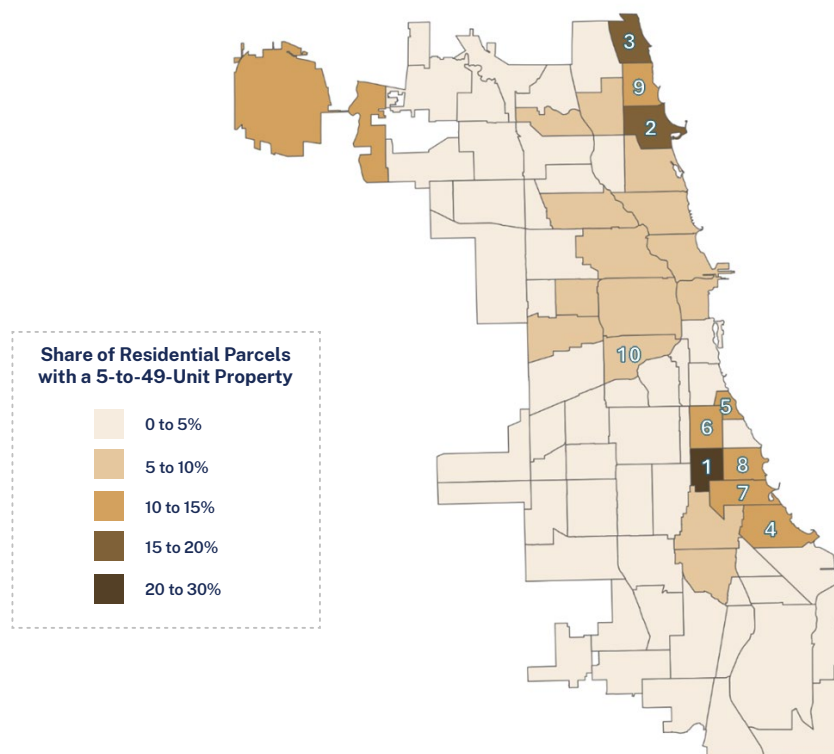 3
9
2
Share of Residential Parcels
with a 5-to-49-Unit Property
0 to 5%
5 to 10%
10 to 15%
15 to 20%
20 to 30%
10
5
6
1
8
7
4